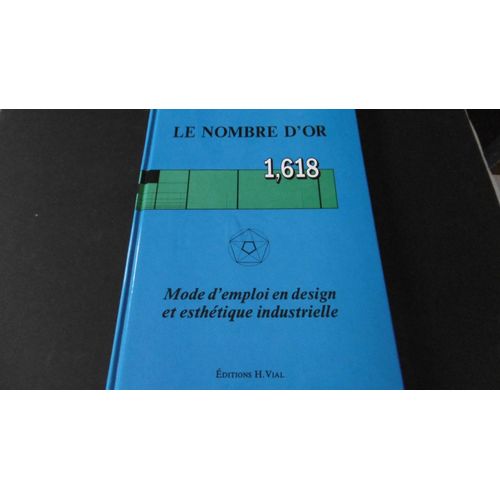 LE NOMBRE D'OR
1,618
Mode d'emploi en design
et esthétique industrielle
ÉDITIONS H. VIAL